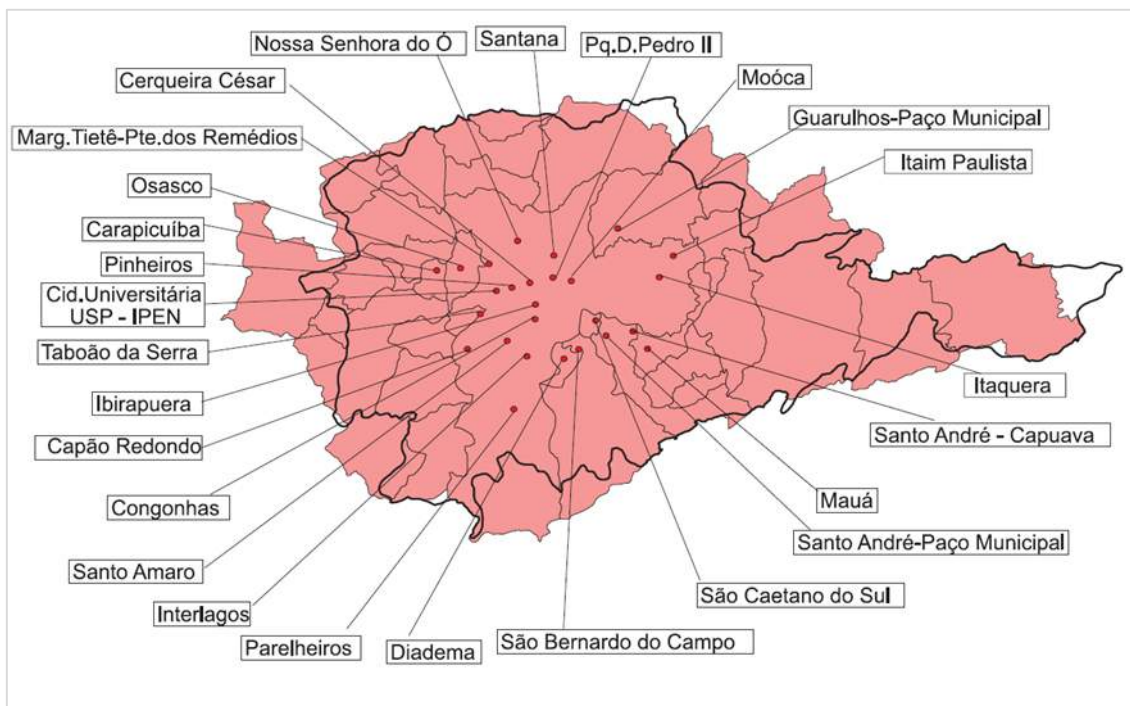 Nossa Senhora do Ó
Santana
Pq.D.Pedro II
Cerqueira César
Moóca
Marg.Tietê-Pte.dos Remédios
Guarulhos-Paço Municipal
Osasco
Itaim Paulista
Carapicuíba
Pinheiros
Cid.Universitária
USP - IPEN
Taboão da Serra
Itaquera
Ibirapuera
Capão Redondo
Santo André - Capuava
Congonhas
Mauá
Santo André-Paço Municipal
Santo Amaro
São Caetano do Sul
Interlagos
São Bernardo do Campo
Parelheiros
Diadema